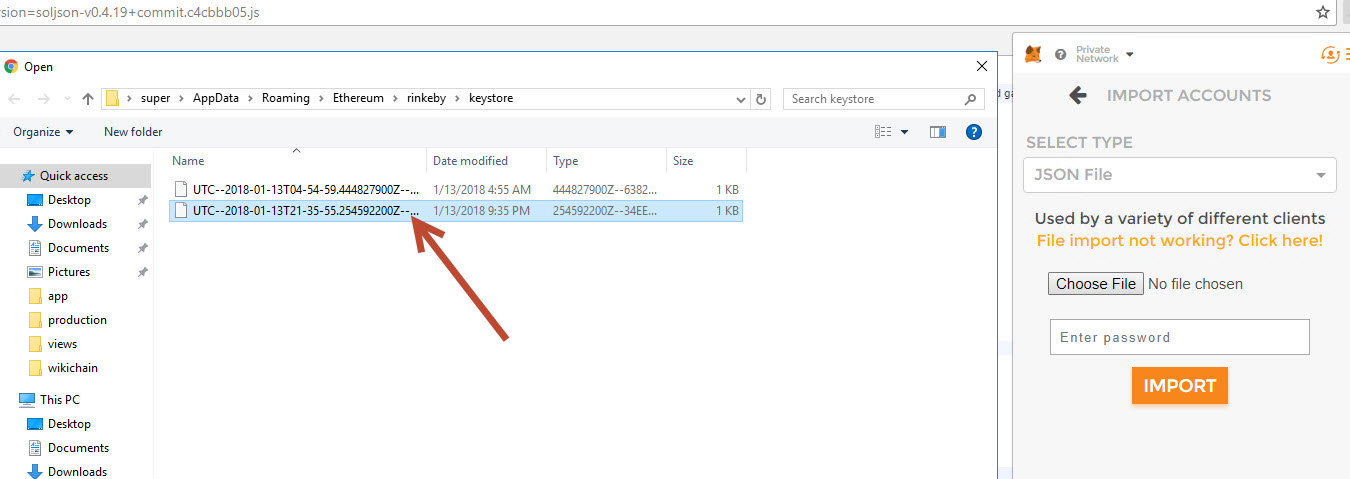 rsion=soljson-v0.4.19+commit.c4cbbb05.js
Open
super > AppData > Roaming > Ethereum > rinkeby > keystore
Search keystore
Organize
New folder
Name
Date modified
Type
Size
UTC--2018-01-13T04-54-59.444827900Z--...
1/13/2018 4:55 AM
444827900Z--6382...
1 KB
UTC--2018-01-13T21-35-55.254592200Z--...
1/13/2018 9:35 PM
254592200Z--34EE...
1 KB
Quick access
Desktop
Downloads
Documents
Pictures
app
production
views
wikichain
This PC
Desktop
Documents
Downloads
Private
Network
IMPORT ACCOUNTS
SELECT TYPE
JSON File
Used by a variety of different clients
File import not working? Click here!
Choose File No file chosen
Enter password
IMPORT